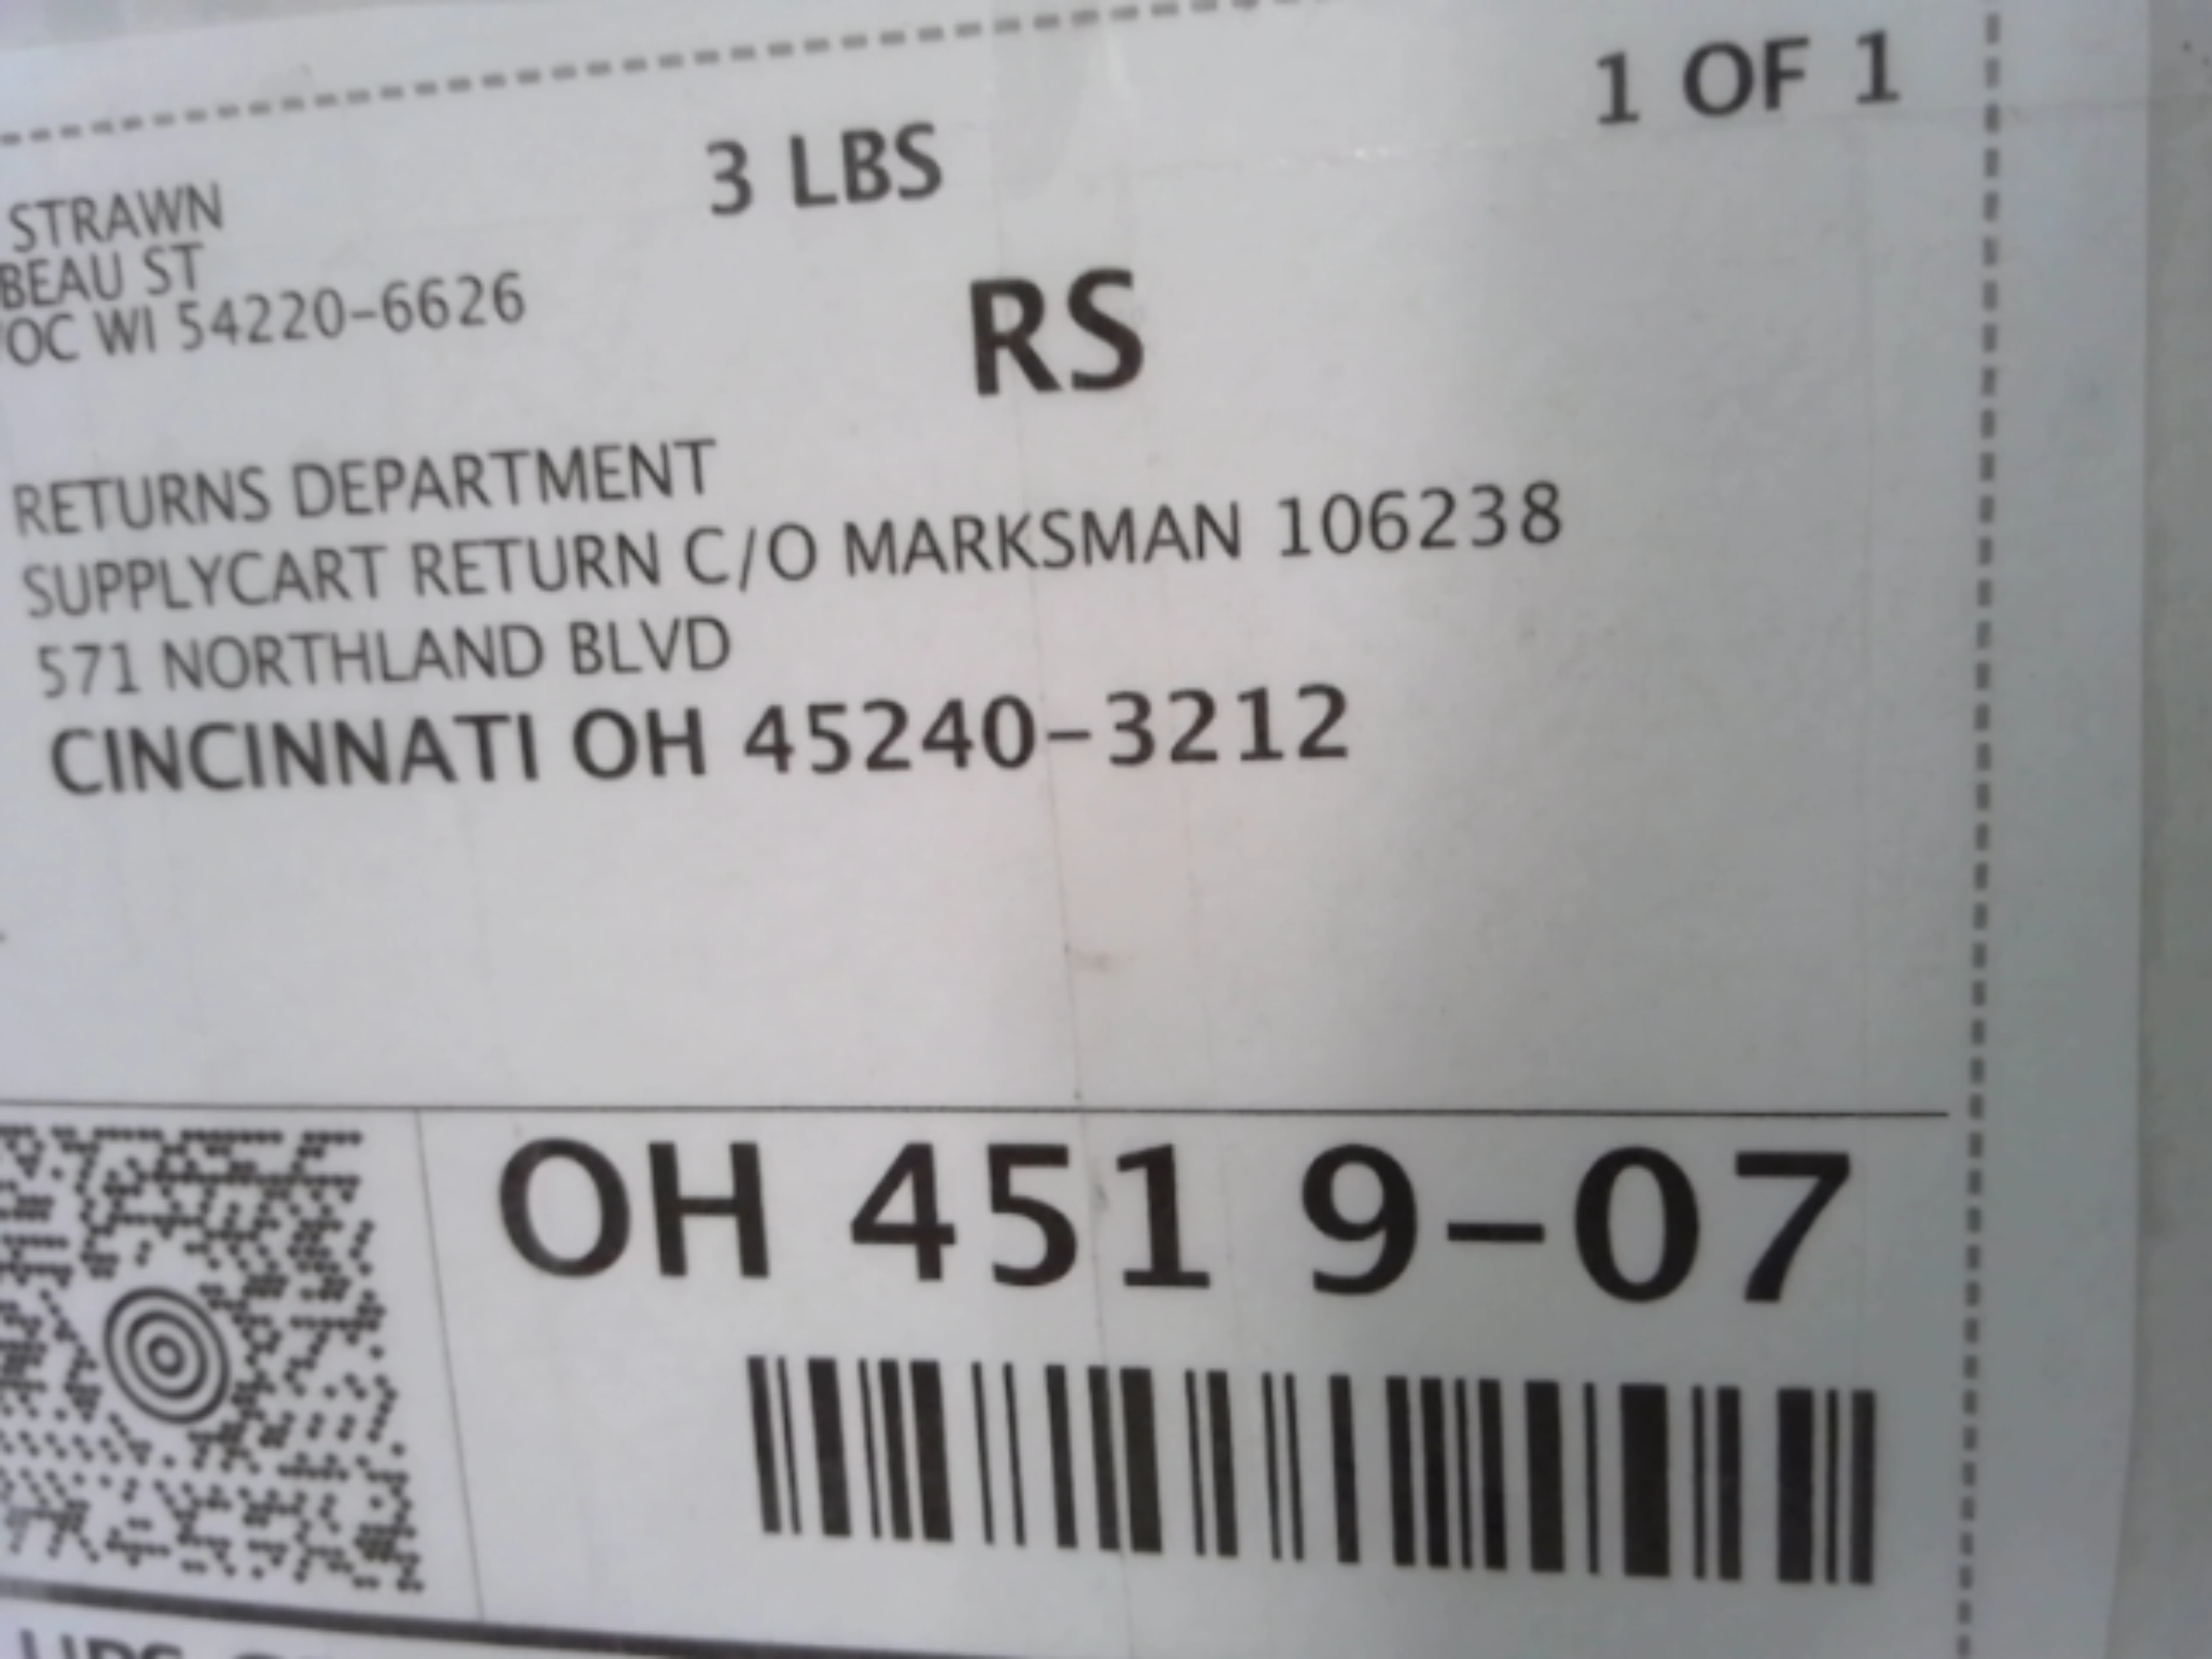 1 OF 1
3 LBS
STRAWN
BEAU ST
OC WI 54220-6626
RS
RETURNS DEPARTMENT
SUPPLYCART RETURN C/O MARKSMAN 106238
571 NORTHLAND BLVD
CINCINNATI OH 45240-3212
OH 451 9-07
UPS